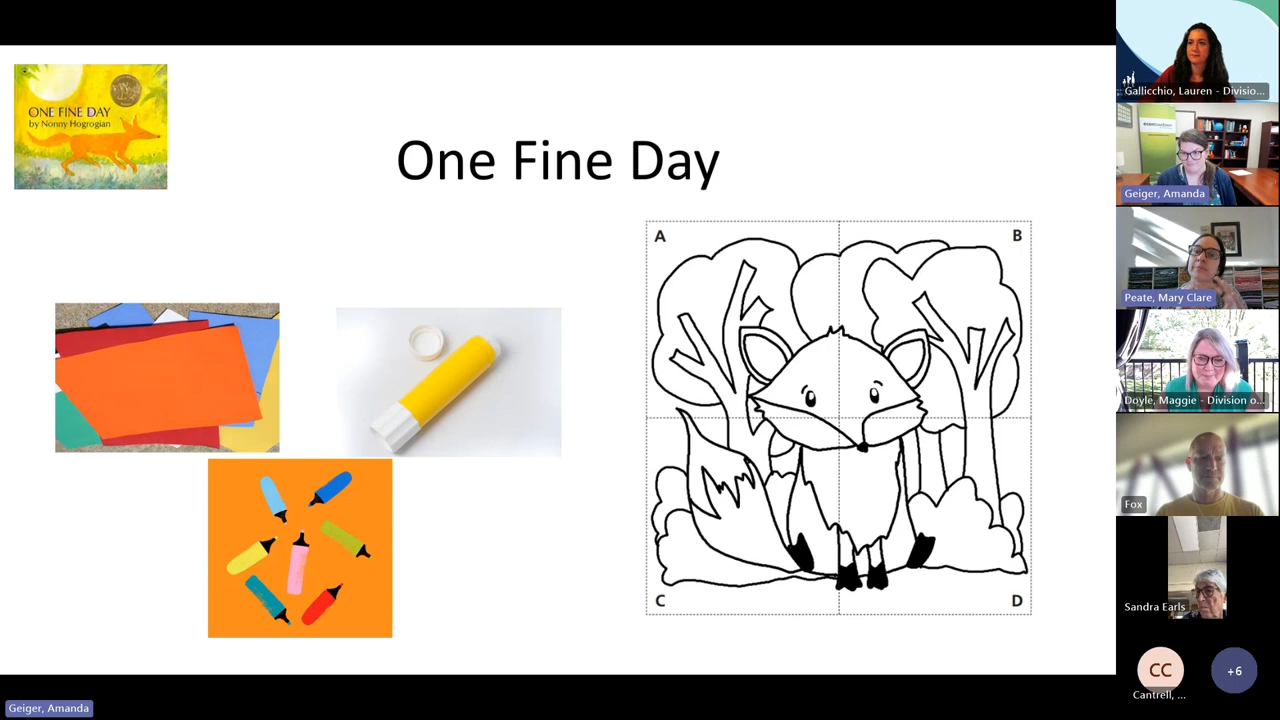 ONE FINE DAY
by Nonny Hogrogian
One Fine Day
A
B
C
D
Gallicchio, Lauren - Divisio...
Geiger, Amanda
Peate, Mary Clare
Doyle, Maggie - Division o...
Fox
Sandra Earls
CC
Cantrell, ...
+6
Geiger, Amanda